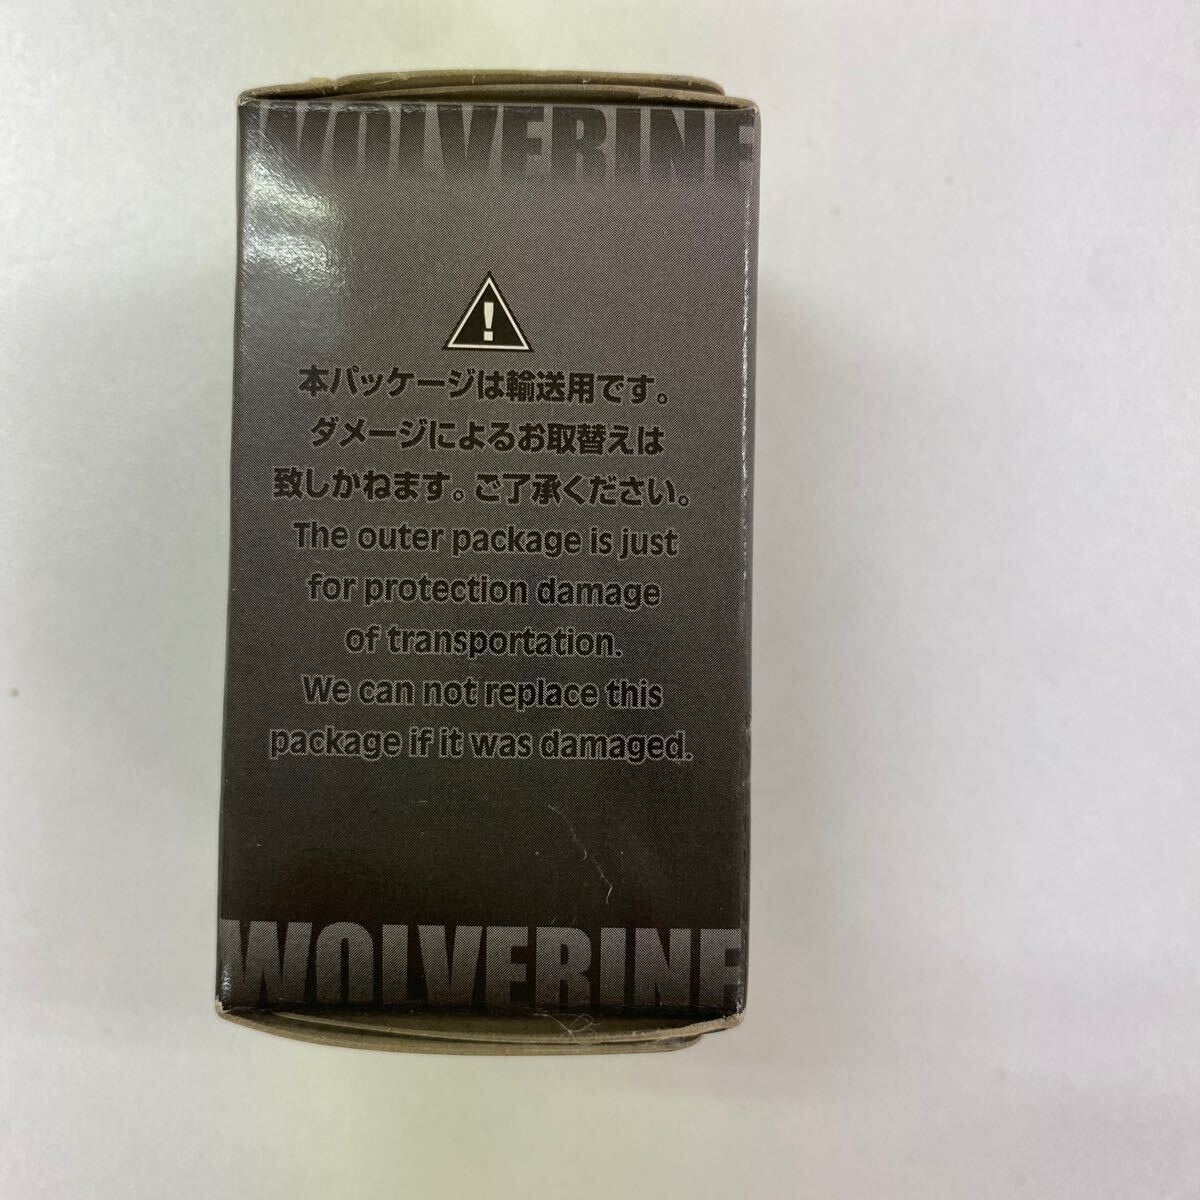 WOLVERINE
!
本パッケージは輸送用です。
ダメージによるお取替えは
致しかねます。ご了承ください。
The outer package is just
for protection damage
of transportation.
We can not replace this
package if it was damaged.
WOLVERINE